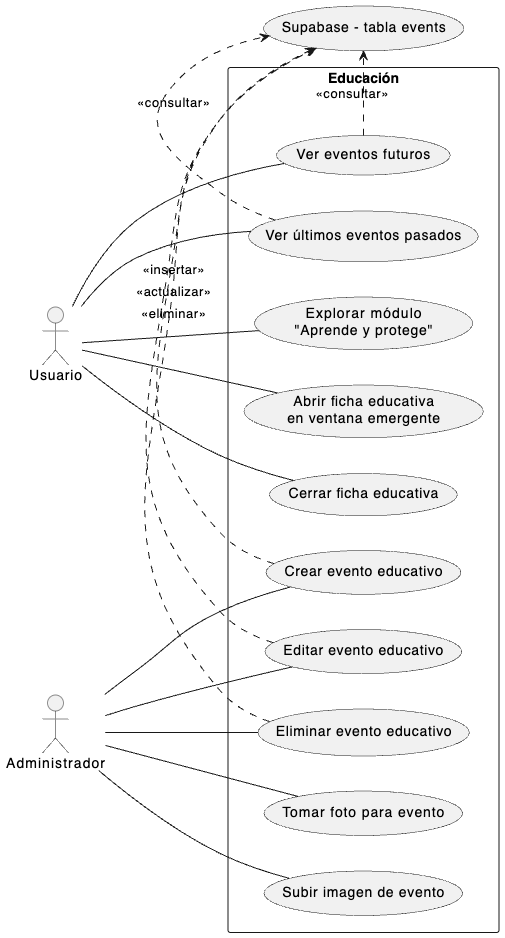 Supabase - tabla events
Educación
«consultar»
«consultar»
Ver eventos futuros
Ver últimos eventos pasados
«insertar»
«actualizar»
«eliminar»
Explorar módulo
"Aprende y protege"
Usuario
Abrir ficha educativa
en ventana emergente
Cerrar ficha educativa
Crear evento educativo
Editar evento educativo
Eliminar evento educativo
Administrador
Tomar foto para evento
Subir imagen de evento